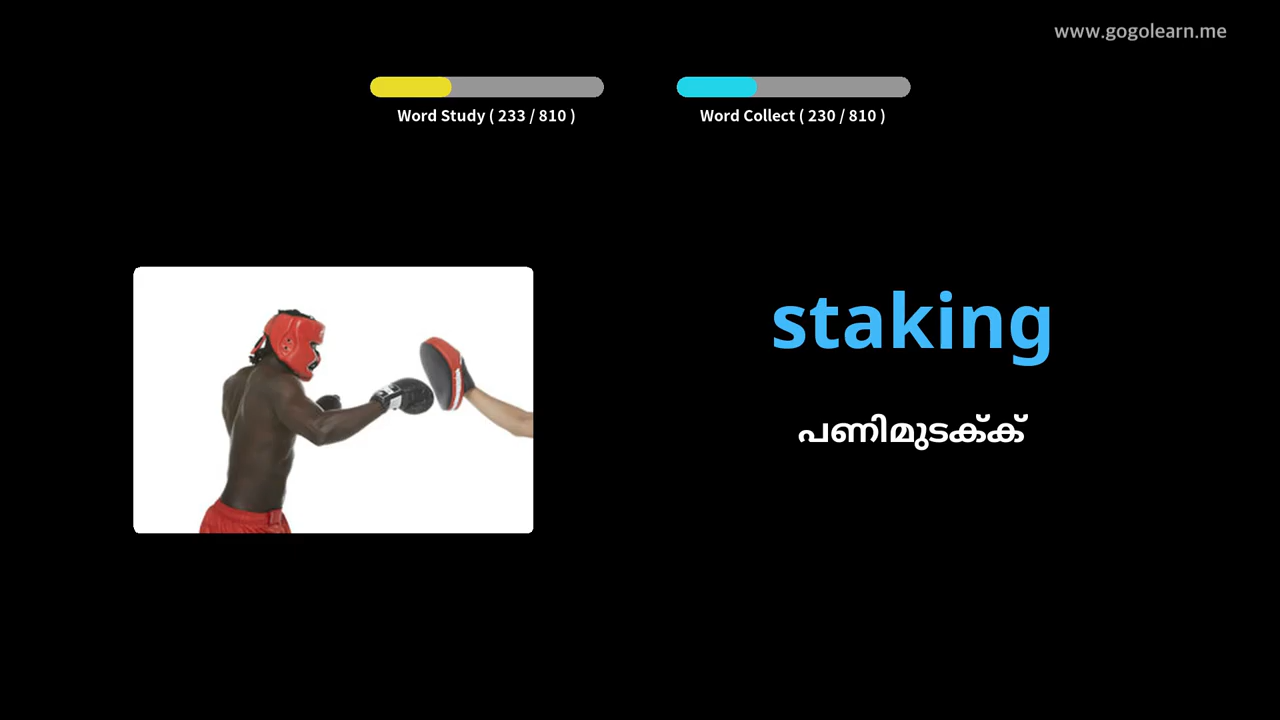 www.gogolearn.me
Word Study ( 233 / 810 )
Word Collect ( 230 / 810 )
staking
പണിമുടക്ക്